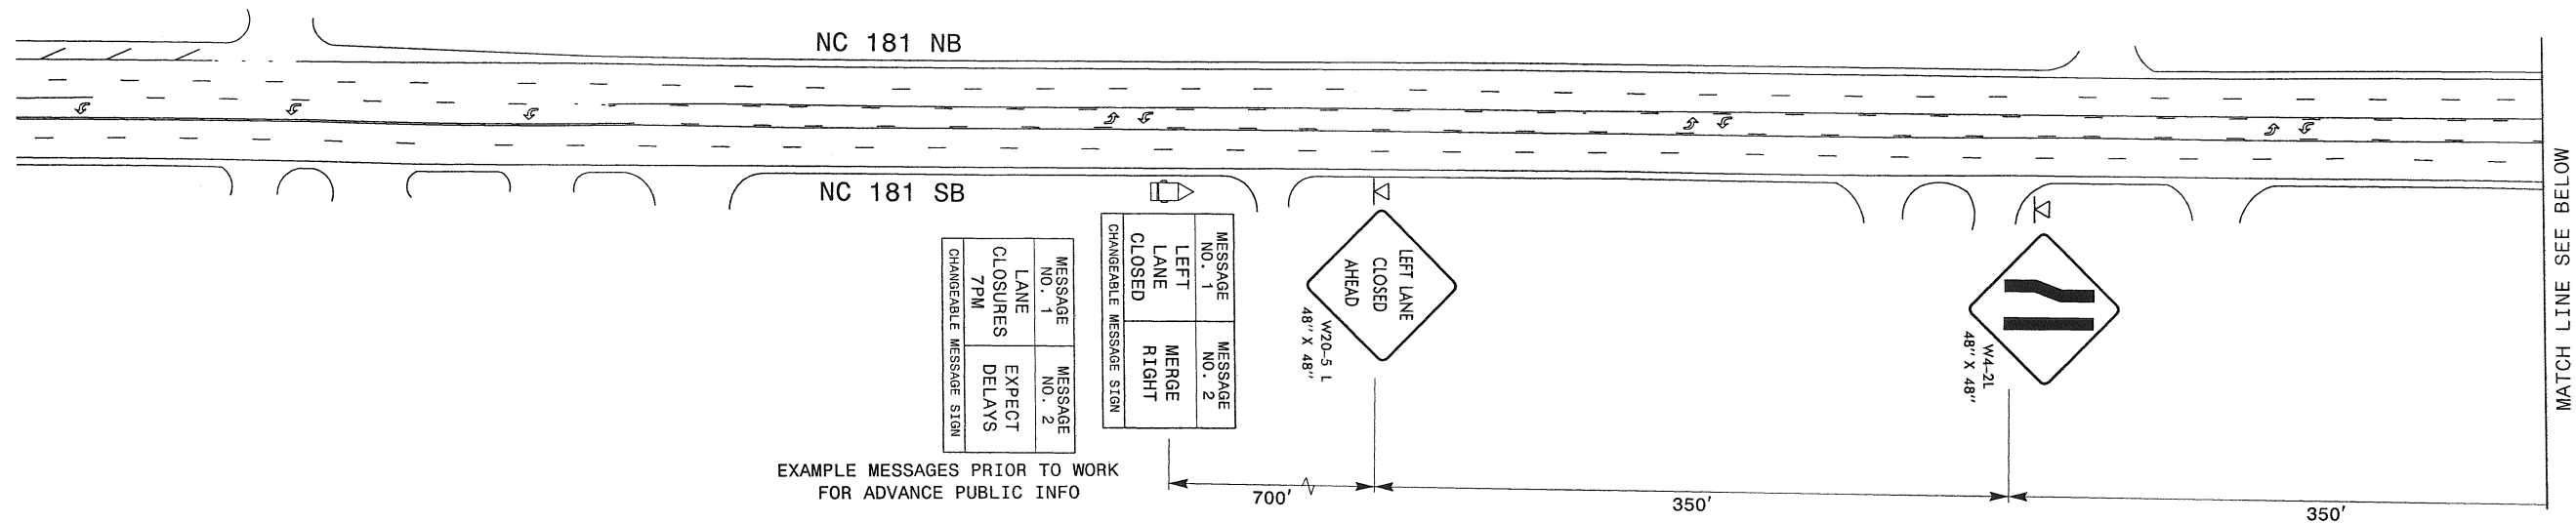 NC 181 NB
NC 181 SB
MESSAGE
NO. 1
LANE
CLOSURES
7PM
MESSAGE
NO. 2
EXPECT
DELAYS
CHANGEABLE MESSAGE SIGN
MESSAGE
NO. 1
LEFT
LANE
CLOSED
MESSAGE
NO. 2
MERGE
RIGHT
CHANGEABLE MESSAGE SIGN
LEFT LANE
CLOSED
AHEAD
W20-5 L
48" X 48"
W4-2L
48" X 48"
EXAMPLE MESSAGES PRIOR TO WORK
FOR ADVANCE PUBLIC INFO
700'
350'
350'
MATCH LINE SEE BELOW